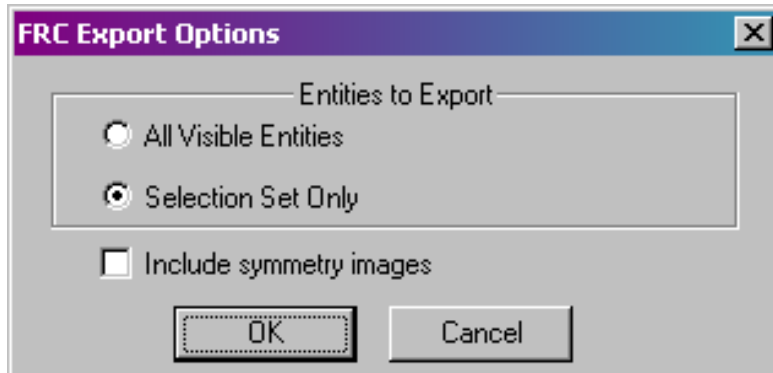 FRC Export Options
Entities to Export
All Visible Entities
Selection Set Only
Include symmetry images
OK Cancel